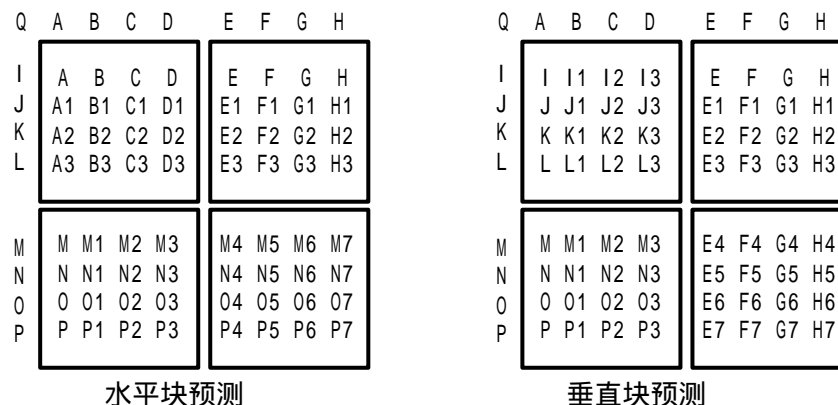 Q A B C D E F G H
I A B C D E F G H
J A1 B1 C1 D1 E1 F1 G1 H1
K A2 B2 C2 D2 E2 F2 G2 H2
L A3 B3 C3 D3 E3 F3 G3 H3
M M M1 M2 M3 M4 M5 M6 M7
N N N1 N2 N3 N4 N5 N6 N7
O O O1 O2 O3 O4 O5 O6 O7
P P P1 P2 P3 P4 P5 P6 P7
水平块预测
Q A B C D E F G H
I I I1 I2 I3 E F G H
J J J1 J2 J3 E1 F1 G1 H1
K K K1 K2 K3 E2 F2 G2 H2
L L L1 L2 L3 E3 F3 G3 H3
M M M1 M2 M3 E4 F4 G4 H4
N N N1 N2 N3 E5 F5 G5 H5
O O O1 O2 O3 E6 F6 G6 H6
P P P1 P2 P3 E7 F7 G7 H7
垂直块预测